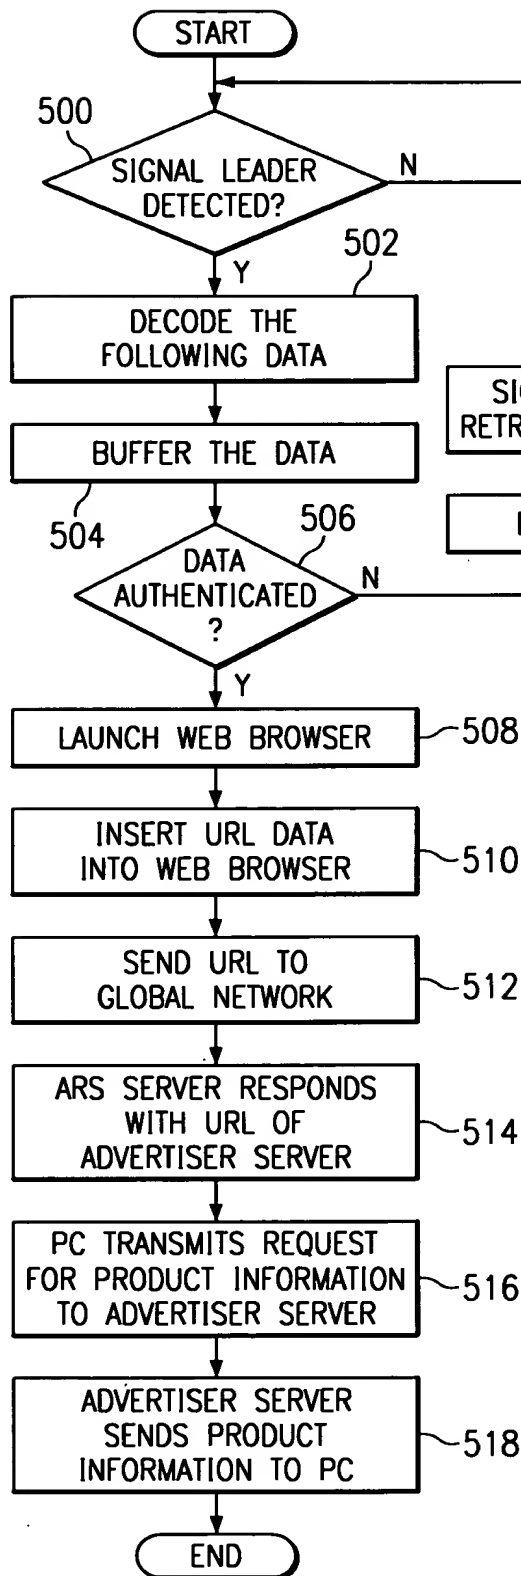 START
500
SIGNAL LEADER
DETECTED?
N
Y
502
DECODE THE
FOLLOWING DATA
BUFFER THE DATA
504
506
DATA
AUTHENTICATED
?
N
Y
LAUNCH WEB BROWSER
508
INSERT URL DATA
INTO WEB BROWSER
510
SEND URL TO
GLOBAL NETWORK
512
ARS SERVER RESPONDS
WITH URL OF
ADVERTISER SERVER
514
PC TRANSMITS REQUEST
FOR PRODUCT INFORMATION
TO ADVERTISER SERVER
516
ADVERTISER SERVER
SENDS PRODUCT
INFORMATION TO PC
518
END